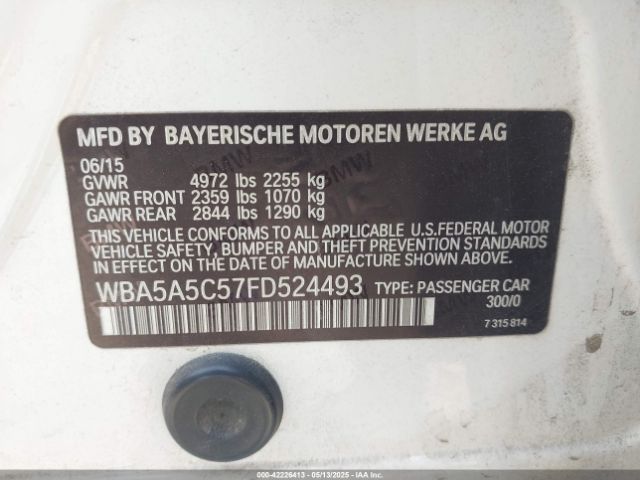 MFD BY BAYERISCHE MOTOREN WERKE AG
06/15
GVWR 4972 lbs 2255 kg
GAWR FRONT 2359 lbs 1070 kg
GAWR REAR 2844 lbs 1290 kg
THIS VEHICLE CONFORMS TO ALL APPLICABLE U.S.FEDERAL MOTOR
VEHICLE SAFETY, BUMPER AND THEFT PREVENTION STANDARDS
IN EFFECT ON THE DATE OF MANUFACTURE SHOWN ABOVE.
WBA5A5C57FD524493 TYPE: PASSENGER CAR
300/0
7 315 814
000-42226413 - 05/13/2025 - IAAI.COM